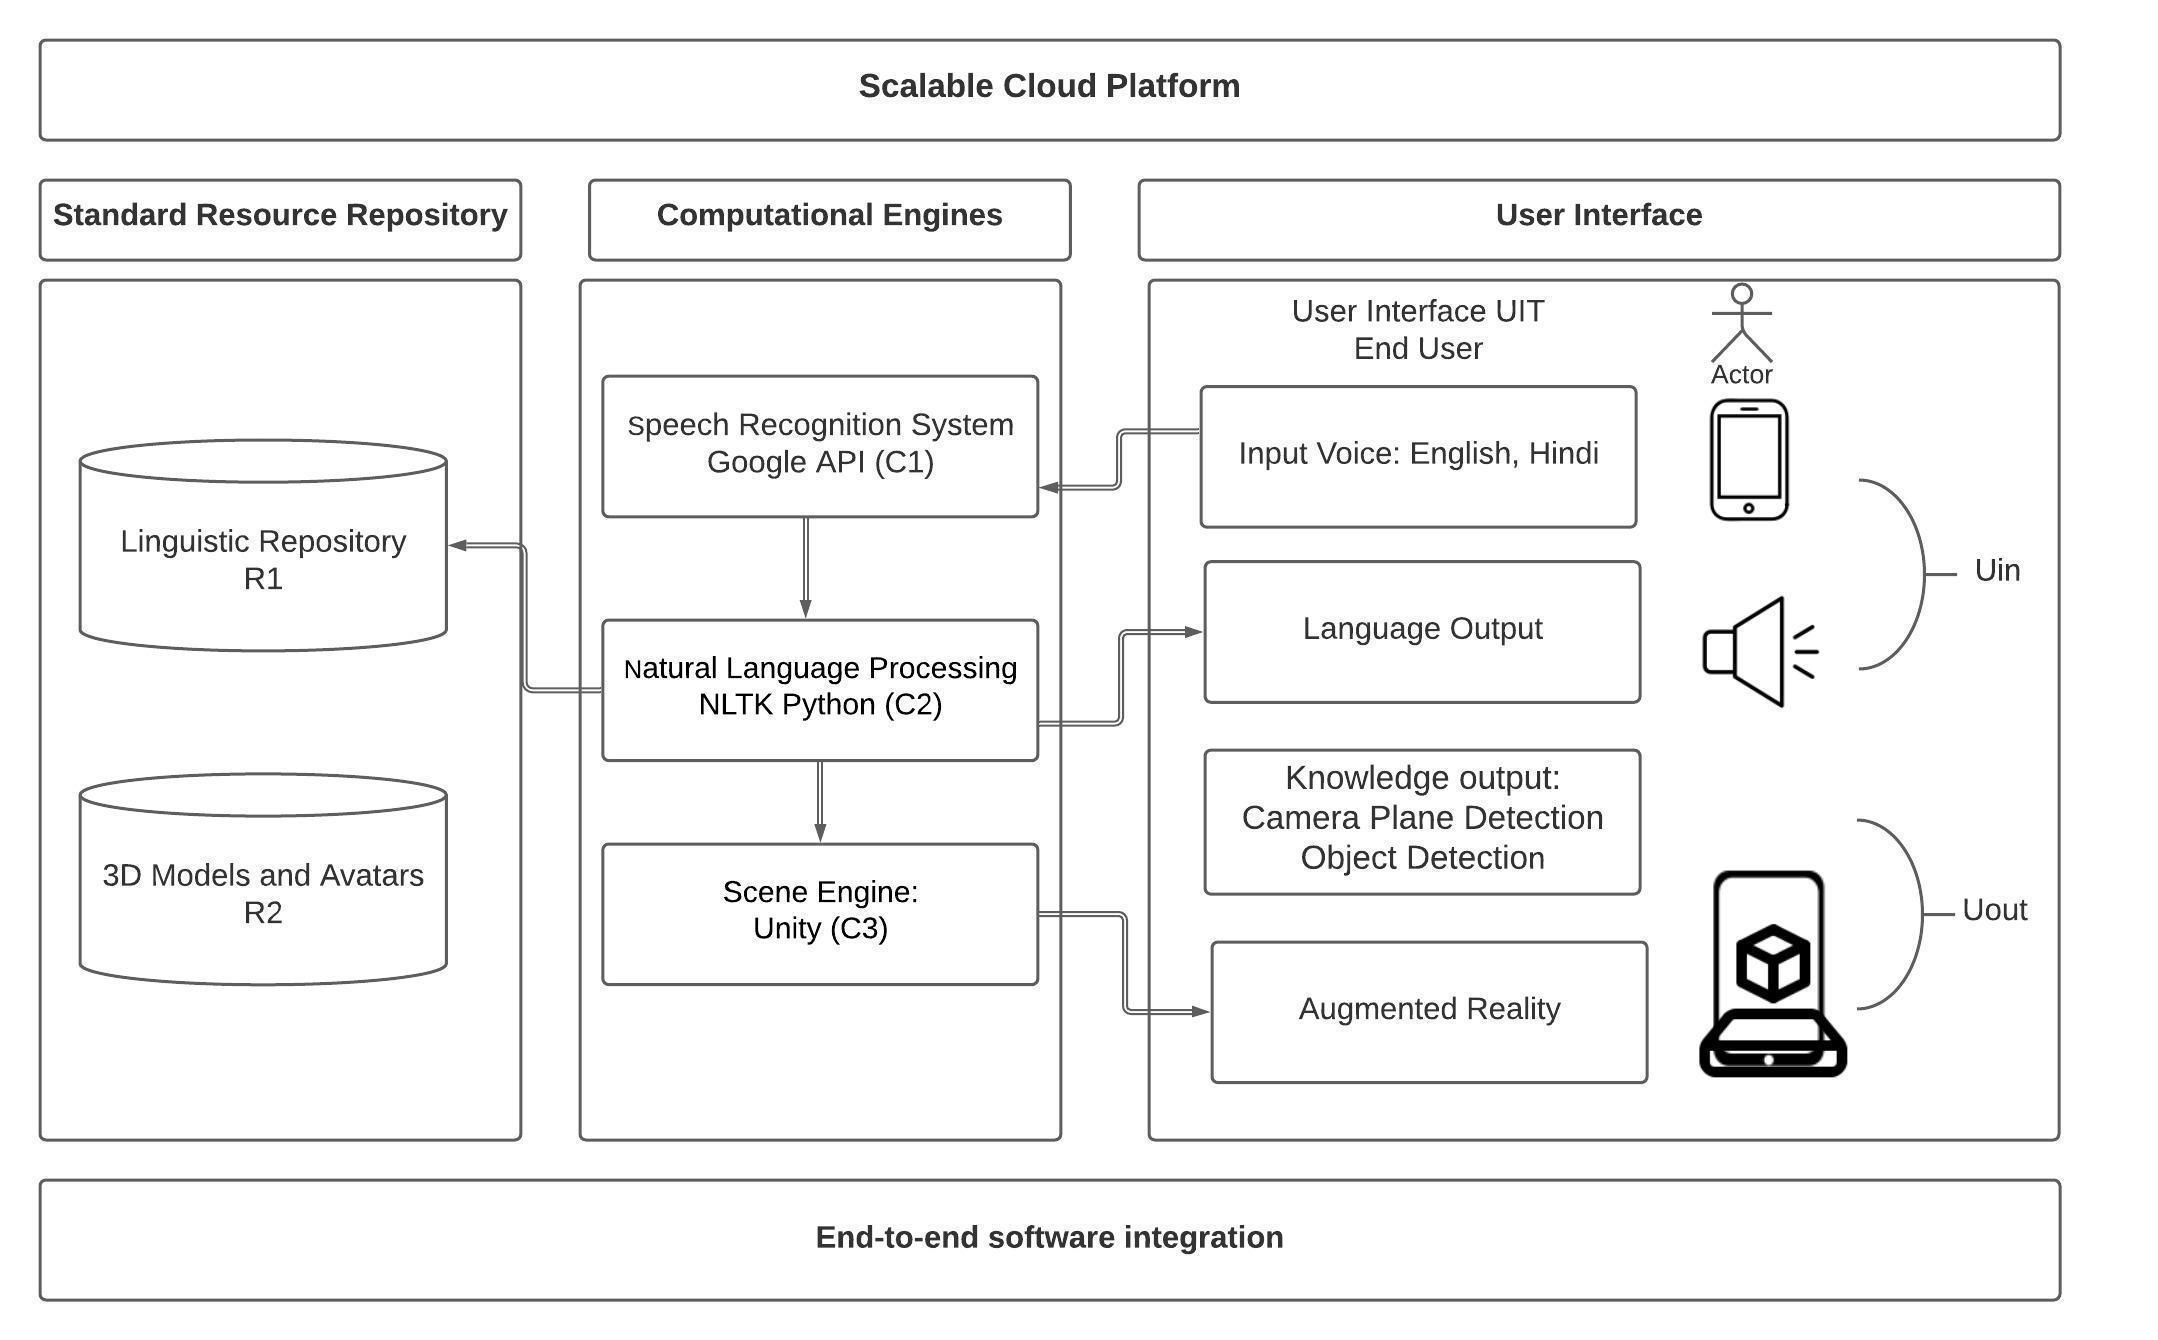 Scalable Cloud Platform
Standard Resource Repository
Computational Engines
User Interface
Linguistic Repository
R1
3D Models and Avatars
R2
Speech Recognition System
Google API (C1)
Natural Language Processing
NLTK Python (C2)
Scene Engine:
Unity (C3)
User Interface UIT
End User
Actor
Input Voice: English, Hindi
Language Output
Uin
Knowledge output:
Camera Plane Detection
Object Detection
Augmented Reality
Uout
End-to-end software integration